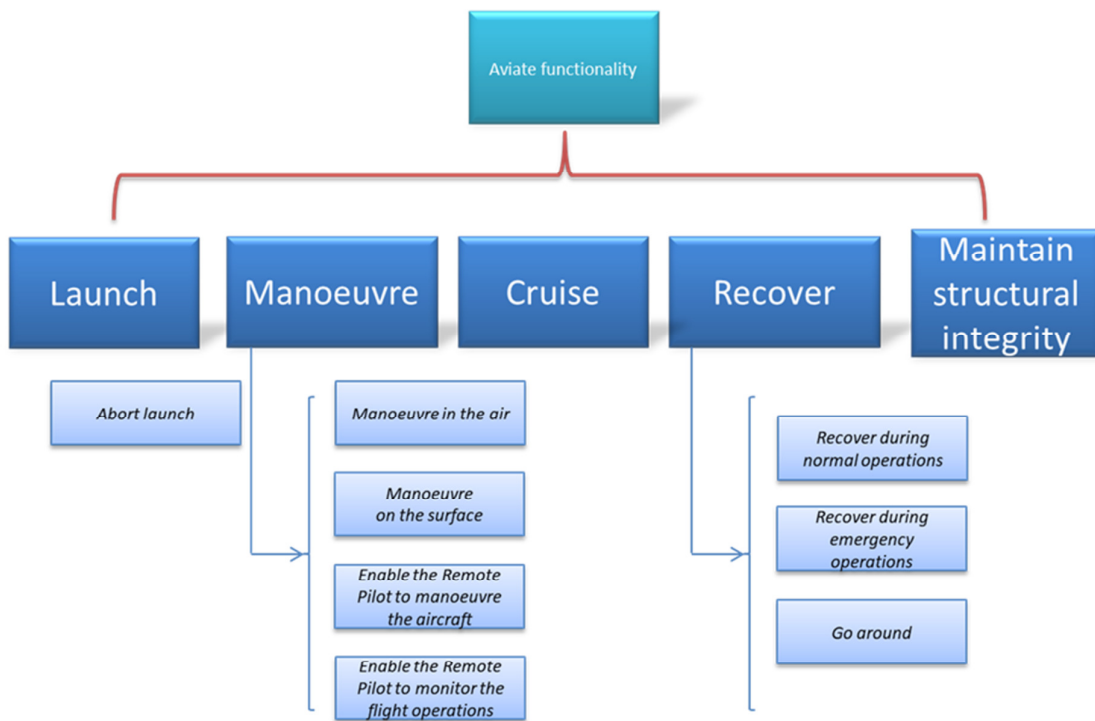 Aviate functionality
Launch
Manoeuvre
Cruise
Recover
Maintain
structural
integrity
Abort launch
Manoeuvre in the air
Manoeuvre
on the surface
Enable the Remote
Pilot to manoeuvre
the aircraft
Enable the Remote
Pilot to monitor the
flight operations
Recover during
normal operations
Recover during
emergency
operations
Go around